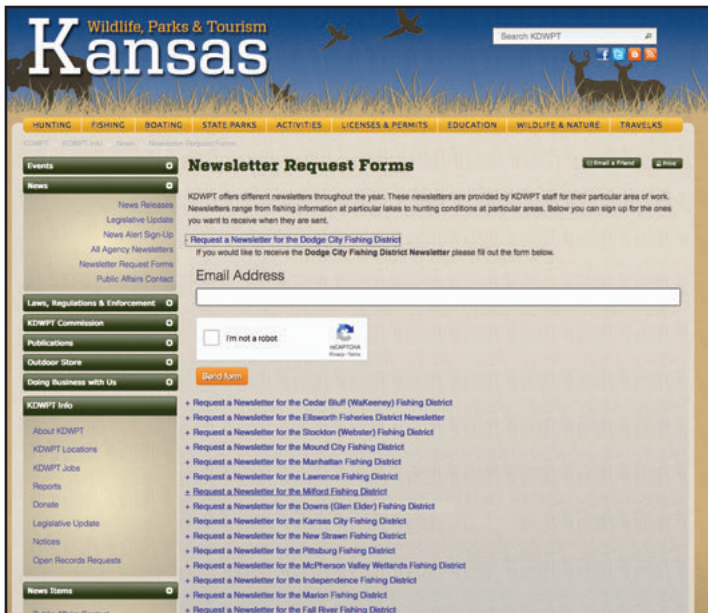 Wildlife, Parks & Tourism
Kansas
Search KDWPT
HUNTING FISHING BOATING STATE PARKS ACTIVITIES LICENSES & PERMITS EDUCATION WILDLIFE & NATURE TRAVELKS
KDWPT KDWPT Info News Newsletter Request Forms
Events
News
News Releases
Legislative Update
News Alert Sign-Up
All Agency Newsletters
Newsletter Request Forms
Public Affairs Contact
Laws, Regulations & Enforcement
KDWPT Commission
Publications
Outdoor Store
Doing Business with Us
KDWPT Info
About KDWPT
KDWPT Locations
KDWPT Jobs
Reports
Donate
Legislative Update
Notices
Open Records Requests
News Items
Public Affairs Contact
Newsletter Request Forms
Email a Friend
Print
KDWPT offers different newsletters throughout the year. These newsletters are provided by KDWPT staff for their particular area of work.
Newsletters range from fishing information at particular lakes to hunting conditions at particular areas. Below you can sign up for the ones
you want to receive when they are sent.
- Request a Newsletter for the Dodge City Fishing District
If you would like to receive the Dodge City Fishing District Newsletter please fill out the form below.
Email Address
I'm not a robot
reCAPTCHA
Privacy - Terms
Send form
+ Request a Newsletter for the Cedar Bluff (WaKeeney) Fishing District
+ Request a Newsletter for the Ellsworth Fisheries District Newsletter
+ Request a Newsletter for the Stockton (Webster) Fishing District
+ Request a Newsletter for the Mound City Fishing District
+ Request a Newsletter for the Manhattan Fishing District
+ Request a Newsletter for the Lawrence Fishing District
+ Request a Newsletter for the Milford Fishing District
+ Request a Newsletter for the Downs (Glen Elder) Fishing District
+ Request a Newsletter for the Kansas City Fishing District
+ Request a Newsletter for the New Strawn Fishing District
+ Request a Newsletter for the Pittsburg Fishing District
+ Request a Newsletter for the McPherson Valley Wetlands Fishing District
+ Request a Newsletter for the Independence Fishing District
+ Request a Newsletter for the Marion Fishing District
+ Request a Newsletter for the Fall River Fishing District